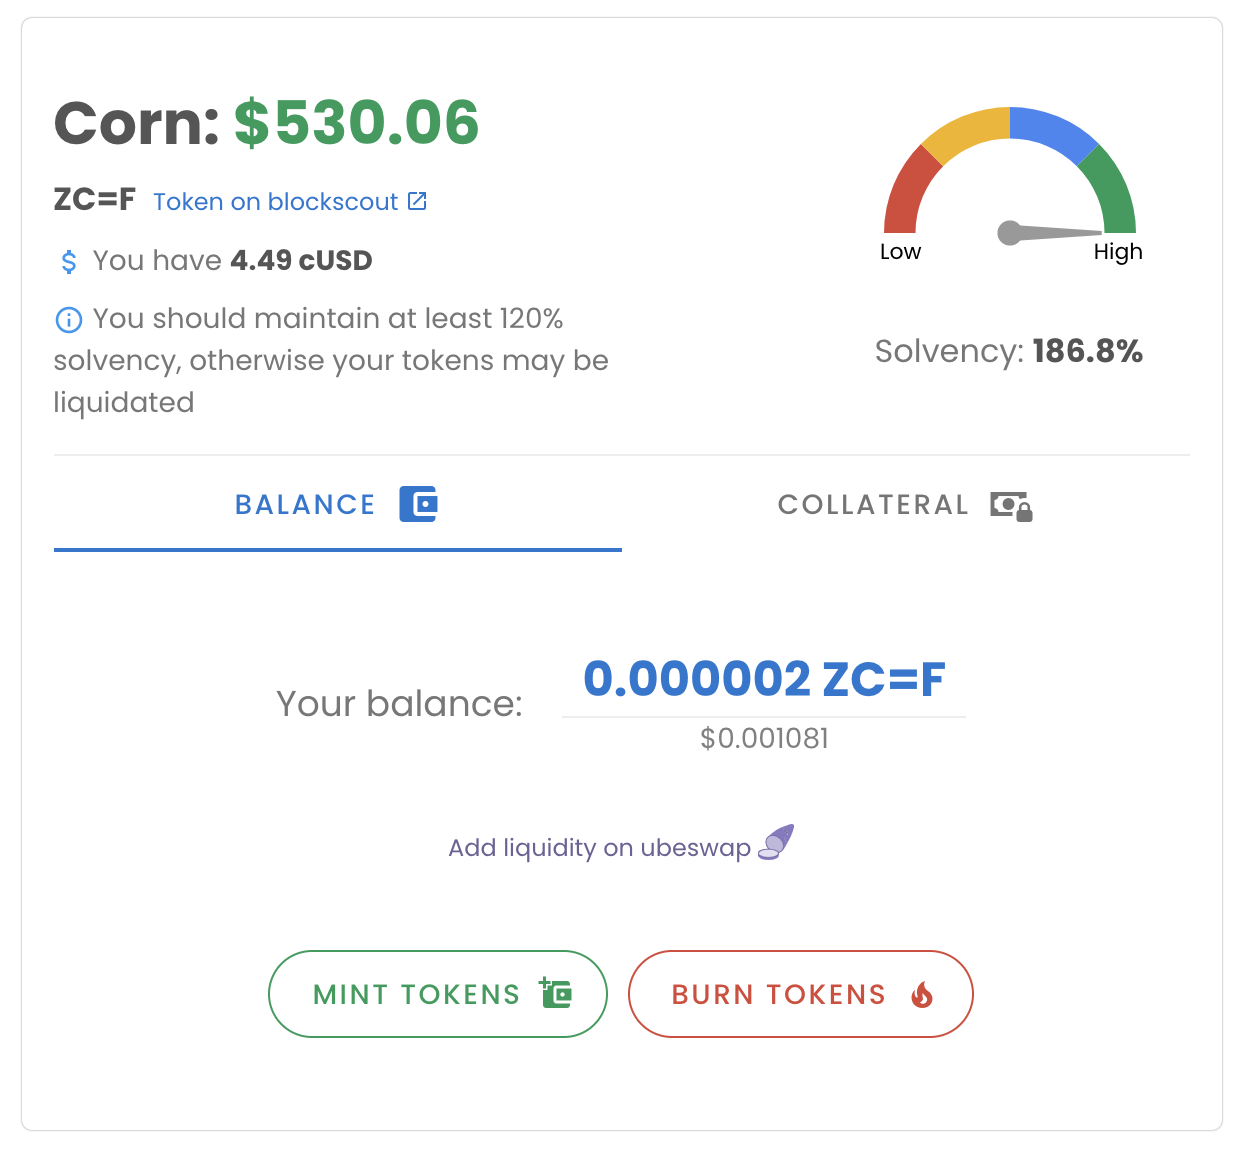 Corn: $530.06
ZC=F Token on blockscout
You have 4.49 cUSD
You should maintain at least 120%
solvency, otherwise your tokens may be
liquidated
Low High
Solvency: 186.8%
BALANCE COLLATERAL
Your balance: 0.000002 ZC=F
$0.001081
Add liquidity on ubeswap
MINT TOKENS BURN TOKENS